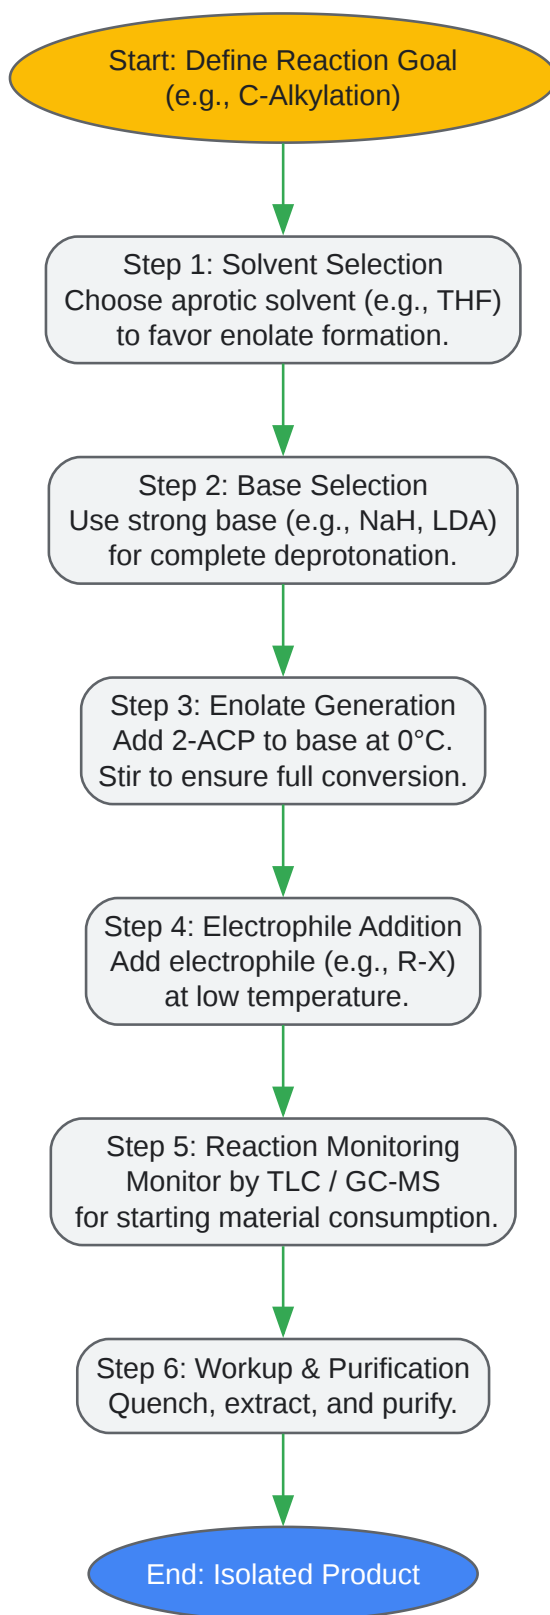 Start: Define Reaction Goal
(e.g., C-Alkylation)
Step 1: Solvent Selection
Choose aprotic solvent (e.g., THF)
to favor enolate formation.
Step 2: Base Selection
Use strong base (e.g., NaH, LDA)
for complete deprotonation.
Step 3: Enolate Generation
Add 2-ACP to base at 0°C.
Stir to ensure full conversion.
Step 4: Electrophile Addition
Add electrophile (e.g., R-X)
at low temperature.
Step 5: Reaction Monitoring
Monitor by TLC / GC-MS
for starting material consumption.
Step 6: Workup & Purification
Quench, extract, and purify.
End: Isolated Product